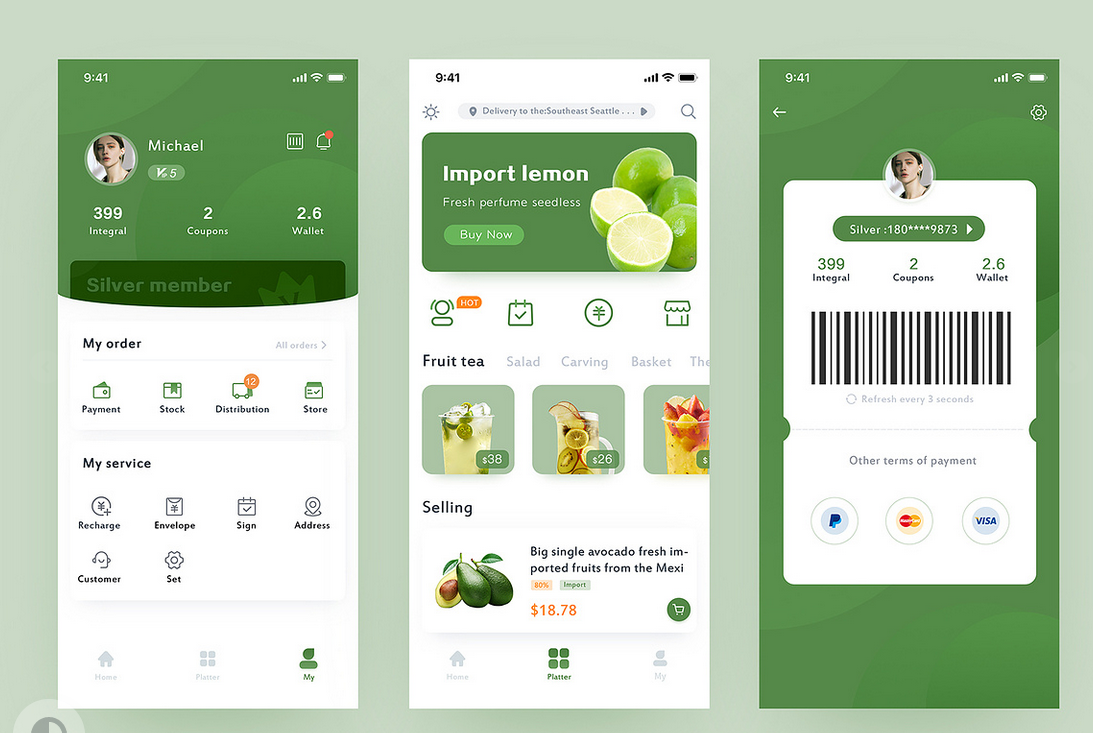 9:41
Michael
V 5
399 2 2.6
Integral Coupons Wallet
Silver member
My order All orders
12
Payment Stock Distribution Store
My service
Recharge Envelope Sign Address
Customer Set
Home Platter My
9:41
Delivery to the:Southeast Seattle . . .
Import lemon
Fresh perfume seedless
Buy Now
HOT
Fruit tea Salad Carving Basket The
$38 $26 $
Selling
Big single avocado fresh im-
ported fruits from the Mexi
80% Import
$18.78
Home Platter My
9:41
Silver :180****9873
399 2 2.6
Integral Coupons Wallet
Refresh every 3 seconds
Other terms of payment
MasterCard VISA